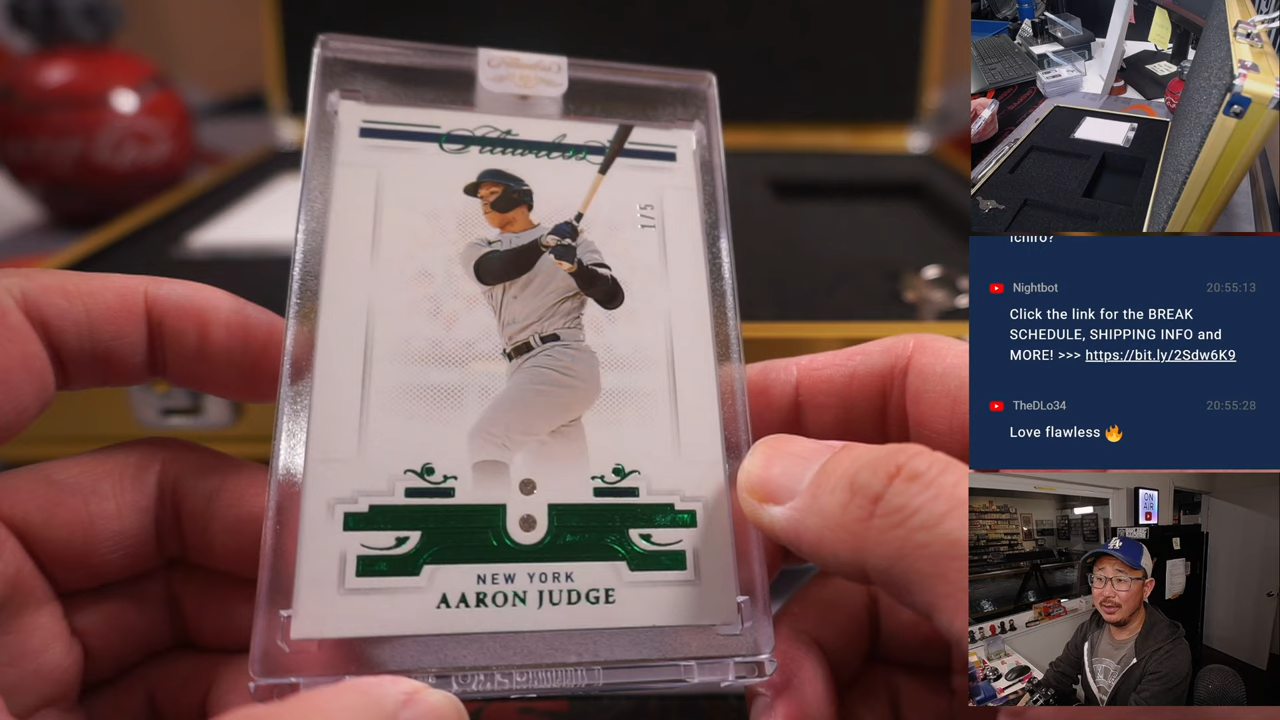 Flawless
1/5
NEW YORK
AARON JUDGE
Ichiro?
Nightbot
20:55:13
Click the link for the BREAK
SCHEDULE, SHIPPING INFO and
MORE! >>> https://bit.ly/2Sdw6K9
TheDLo34
20:55:28
Love flawless 🔥
ON
AIR
LA